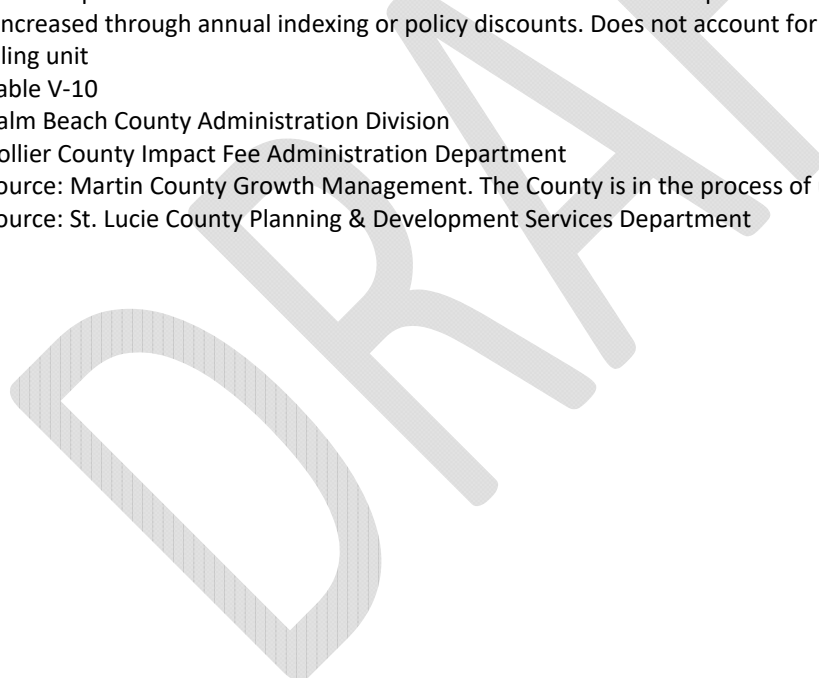 ncreased through annual indexing or policy discounts. Does not account for
ling unit
able V-10
alm Beach County Administration Division
ollier County Impact Fee Administration Department
ource: Martin County Growth Management. The County is in the process of
ource: St. Lucie County Planning & Development Services Department
DRAF